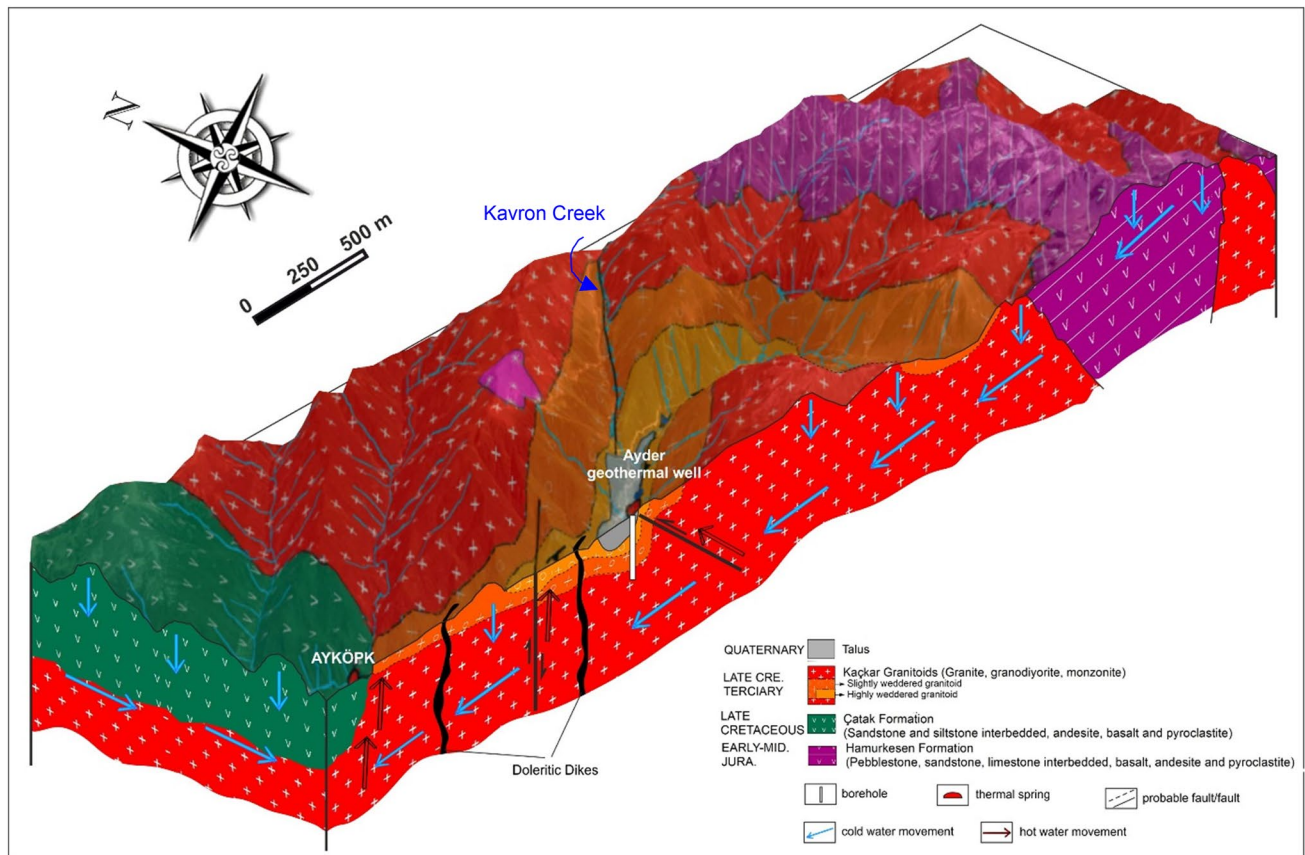 N
0 250 500 m
Kavron Creek
Ayder
geothermal well
AYKÖPK
Doleritic Dikes
QUATERNARY Talus
LATE CRE. Kaçkar Granitoids (Granite, granodiyorite, monzonite)
TERTIARY Slightly weddered granitoid
Highly weddered granitoid
LATE Çatak Formation
CRETACEOUS (Sandstone and siltstone interbedded, andesite, basalt and pyroclastite)
EARLY-MID. Hamurkesen Formation
JURA. (Pebblestone, sandstone, limestone interbedded, basalt, andesite and pyroclastite)
borehole thermal spring probable fault/fault
cold water movement hot water movement